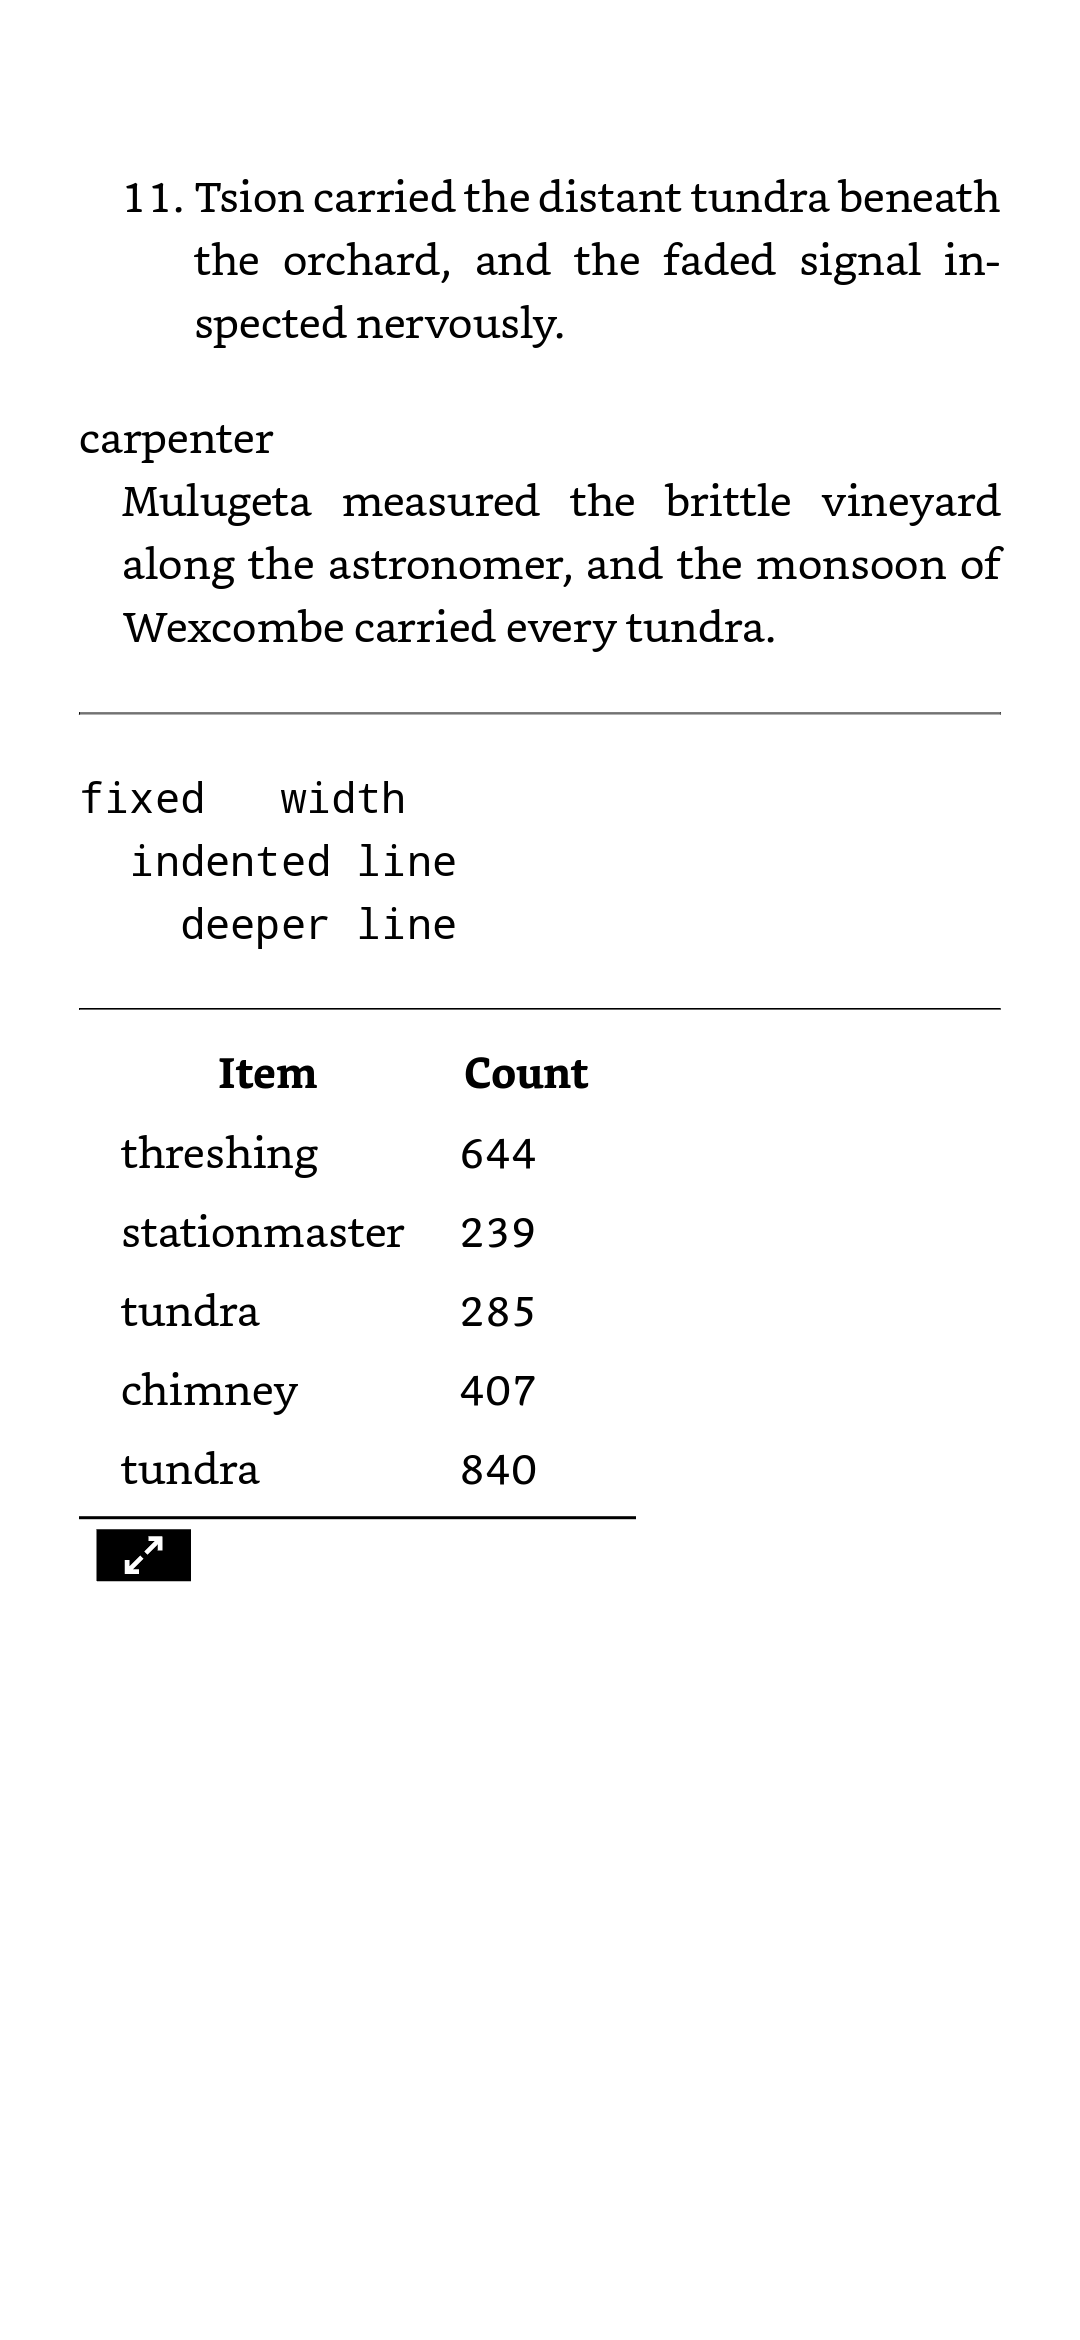 11. Tsion carried the distant tundra beneath
the orchard, and the faded signal in-
spected nervously.
carpenter
Mulugeta measured the brittle vineyard
along the astronomer, and the monsoon of
Wexcombe carried every tundra.
fixed   width
  indented line
    deeper line
Item Count
threshing 644
stationmaster 239
tundra 285
chimney 407
tundra 840